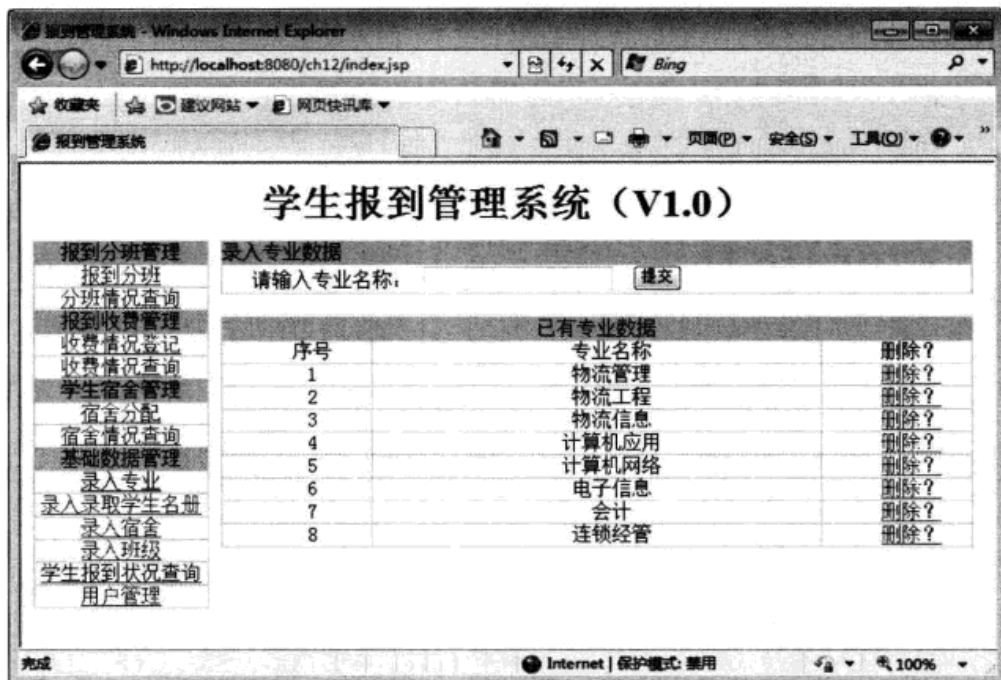 报到管理系统 - Windows Internet Explorer
http://localhost:8080/ch12/index.jsp
Bing
收藏夹 建议网站 网页快讯库
报到管理系统
页面(P) 安全(S) 工具(O)
学生报到管理系统（V1.0）
报到分班管理
报到分班
分班情况查询
报到收费管理
收费情况登记
收费情况查询
学生宿舍管理
宿舍分配
宿舍情况查询
基础数据管理
录入专业
录入录取学生名册
录入宿舍
录入班级
学生报到状况查询
用户管理
录入专业数据
请输入专业名称： 提交
已有专业数据
序号 专业名称 删除？
1 物流管理 删除？
2 物流工程 删除？
3 物流信息 删除？
4 计算机应用 删除？
5 计算机网络 删除？
6 电子信息 删除？
7 会计 删除？
8 连锁经管 删除？
完成 Internet | 保护模式: 禁用 100%